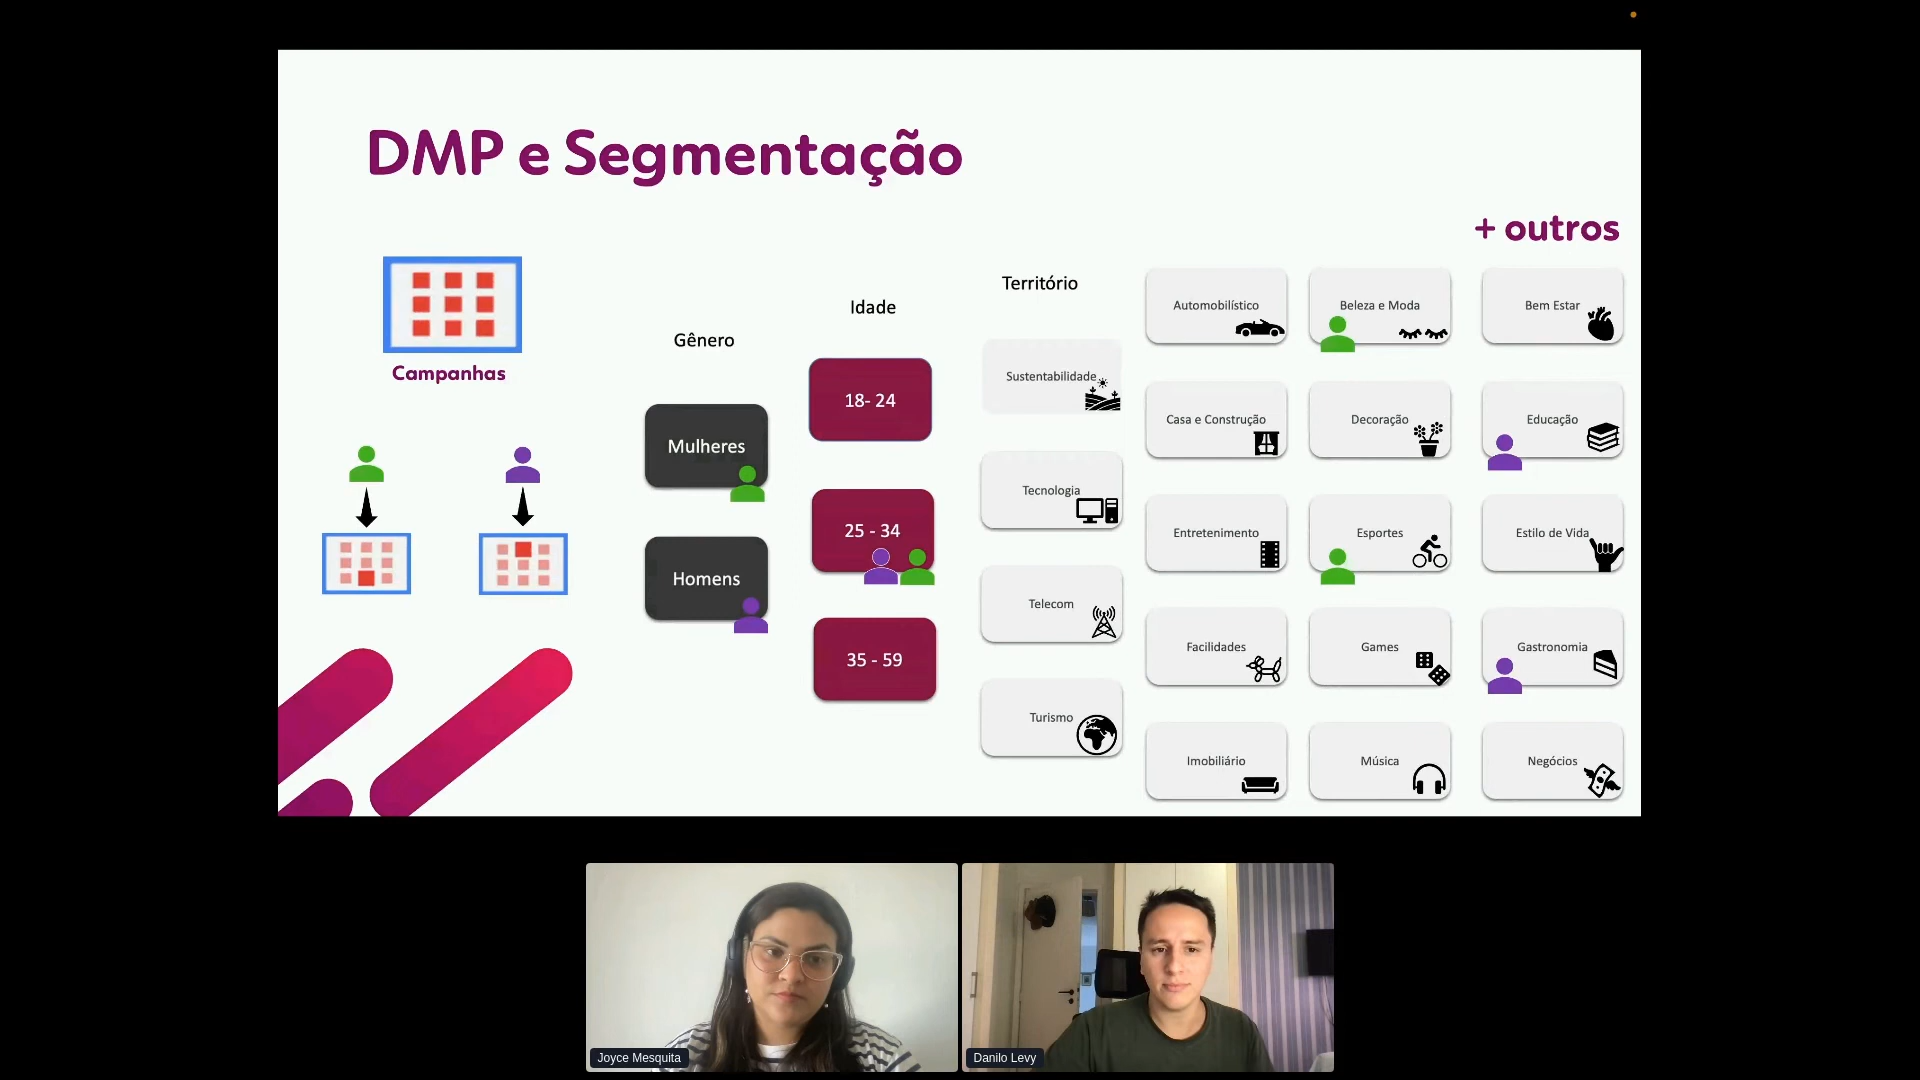 DMP e Segmentação
+ outros
Campanhas
Gênero
Mulheres
Homens
Idade
18- 24
25 - 34
35 - 59
Território
Sustentabilidade
Tecnologia
Telecom
Turismo
Automobilístico
Beleza e Moda
Bem Estar
Casa e Construção
Decoração
Educação
Entretenimento
Esportes
Estilo de Vida
Facilidades
Games
Gastronomia
Imobiliário
Música
Negócios
Joyce Mesquita
Danilo Levy